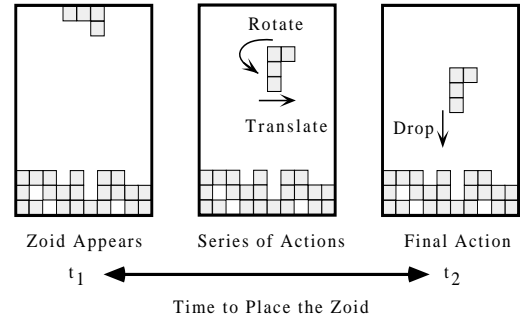 Rotate
Translate
Drop
Zoid Appears
Series of Actions
Final Action
t1
t2
Time to Place the Zoid